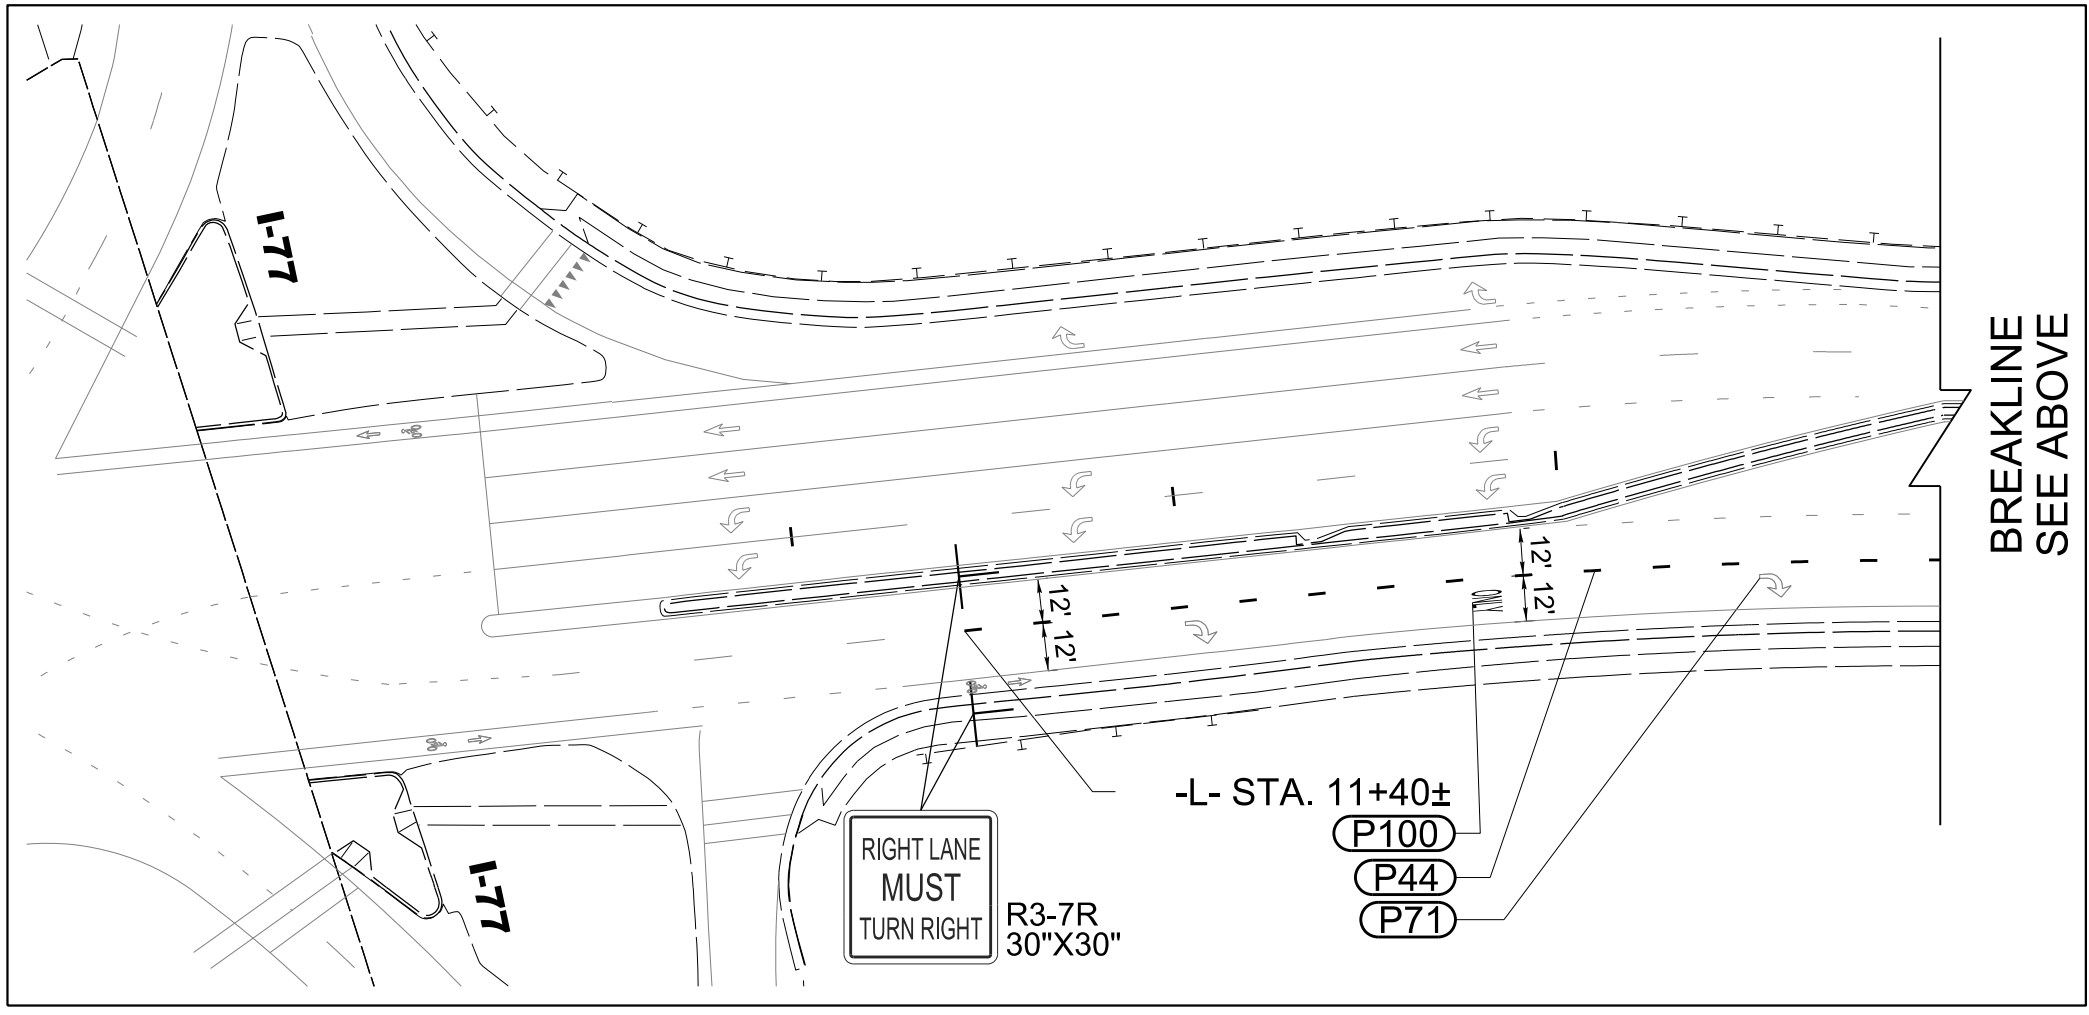 I-77
BREAKLINE
SEE ABOVE
12'
12'
12'
12'
-L- STA. 11+40±
P100
P44
P71
RIGHT LANE
MUST
TURN RIGHT
R3-7R
30"X30"
I-77